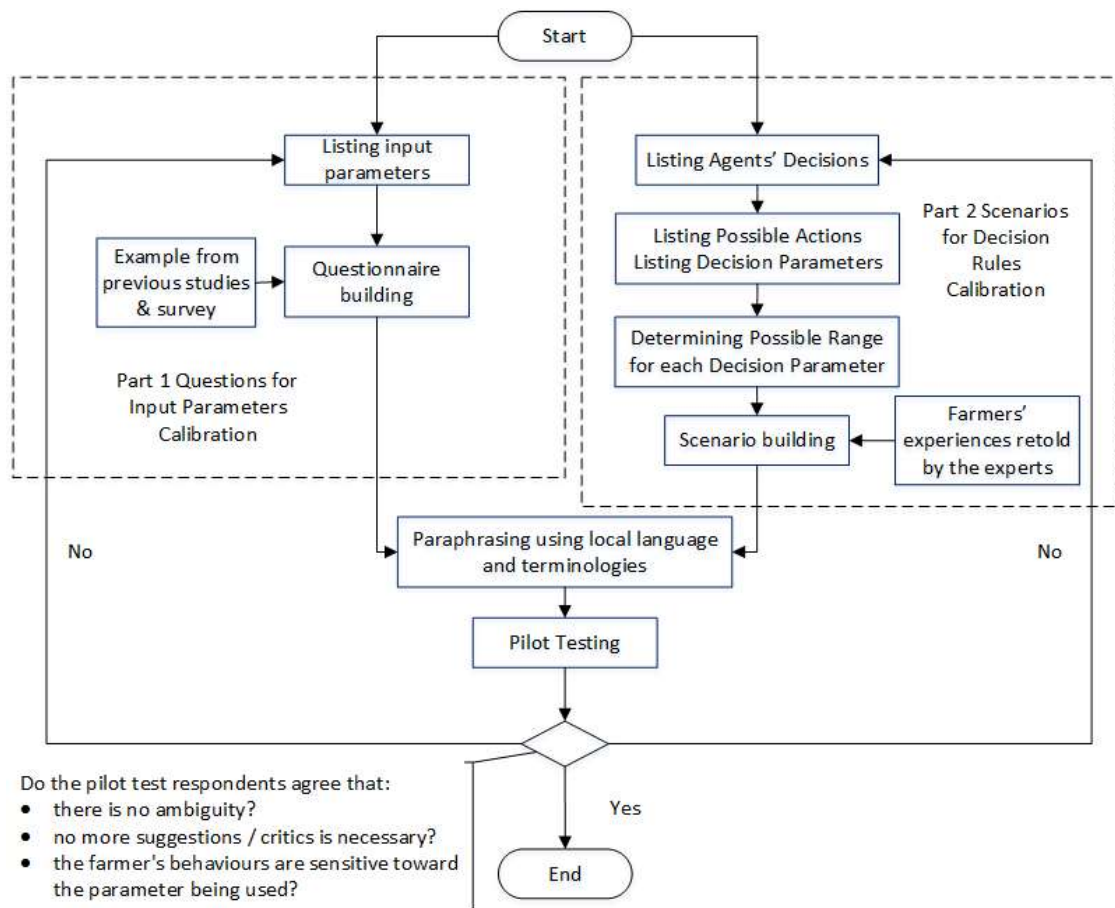 Start
Listing input
parameters
Example from
previous studies
& survey
Questionnaire
building
Part 1 Questions for
Input Parameters
Calibration
Listing Agents' Decisions
Listing Possible Actions
Listing Decision Parameters
Part 2 Scenarios
for Decision
Rules
Calibration
Determining Possible Range
for each Decision Parameter
Scenario building
Farmers'
experiences retold
by the experts
No
Paraphrasing using local language
and terminologies
No
Pilot Testing
Do the pilot test respondents agree that:
• there is no ambiguity?
• no more suggestions / critics is necessary?
• the farmer's behaviours are sensitive toward
the parameter being used?
Yes
End